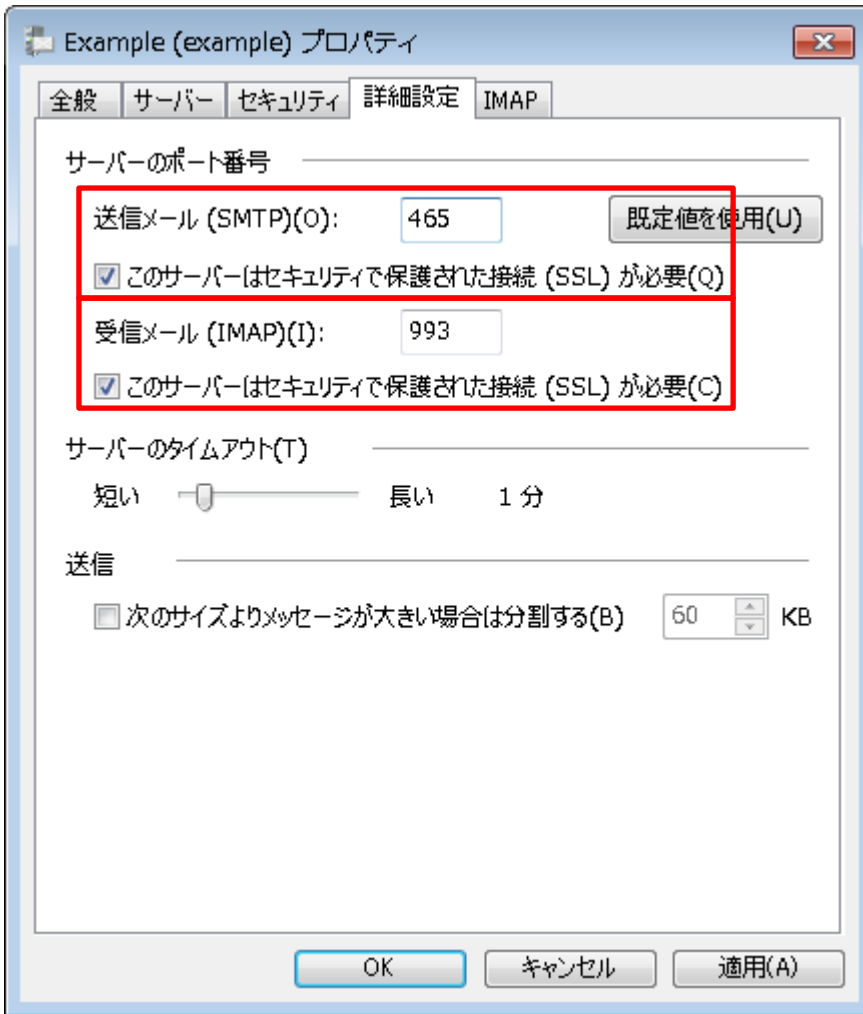 Example (example) プロパティ
全般 サーバー セキュリティ 詳細設定 IMAP
サーバーのポート番号
送信メール (SMTP)(O): 465 既定値を使用(U)
このサーバーはセキュリティで保護された接続 (SSL) が必要(Q)
受信メール (IMAP)(I): 993
このサーバーはセキュリティで保護された接続 (SSL) が必要(C)
サーバーのタイムアウト(T)
短い 長い 1 分
送信
次のサイズよりメッセージが大きい場合は分割する(B) 60 KB
OK キャンセル 適用(A)